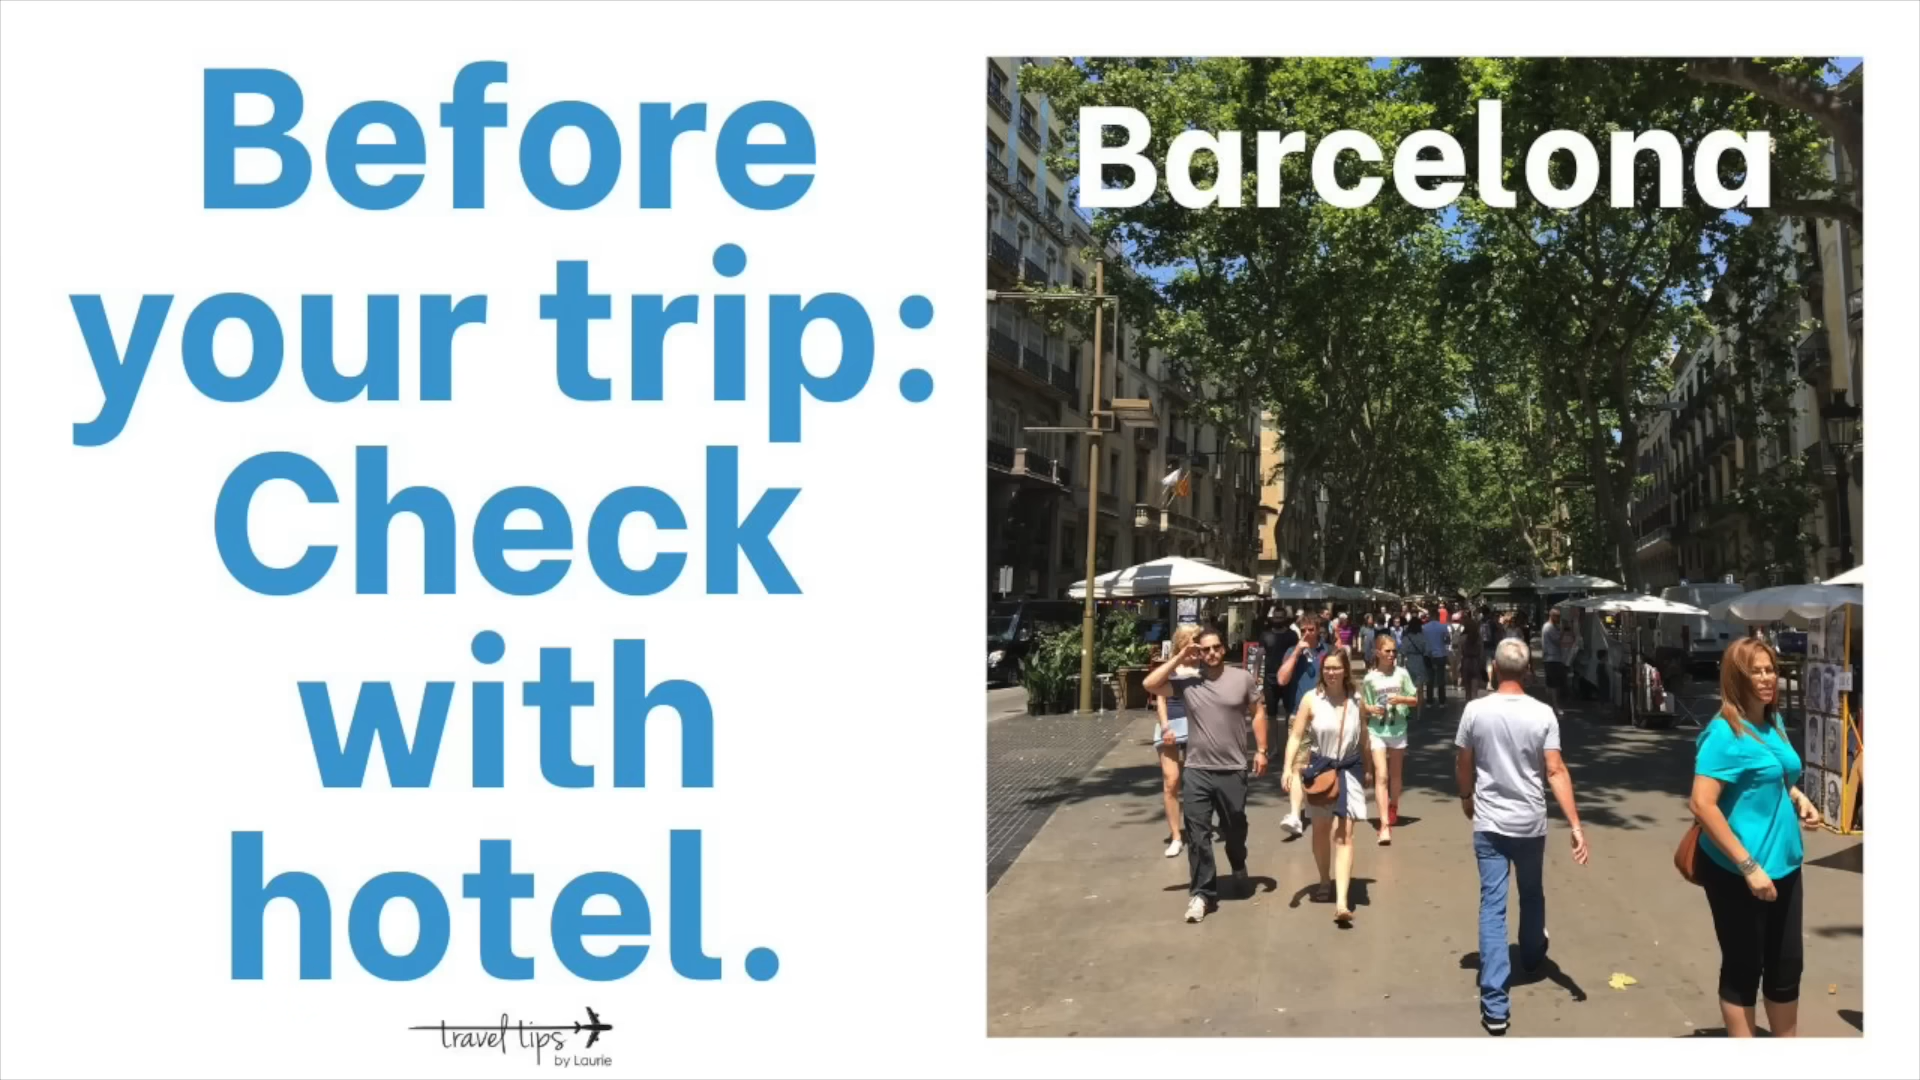 Before
your trip:
Check
with
hotel.
travel tips
by Laurie
Barcelona